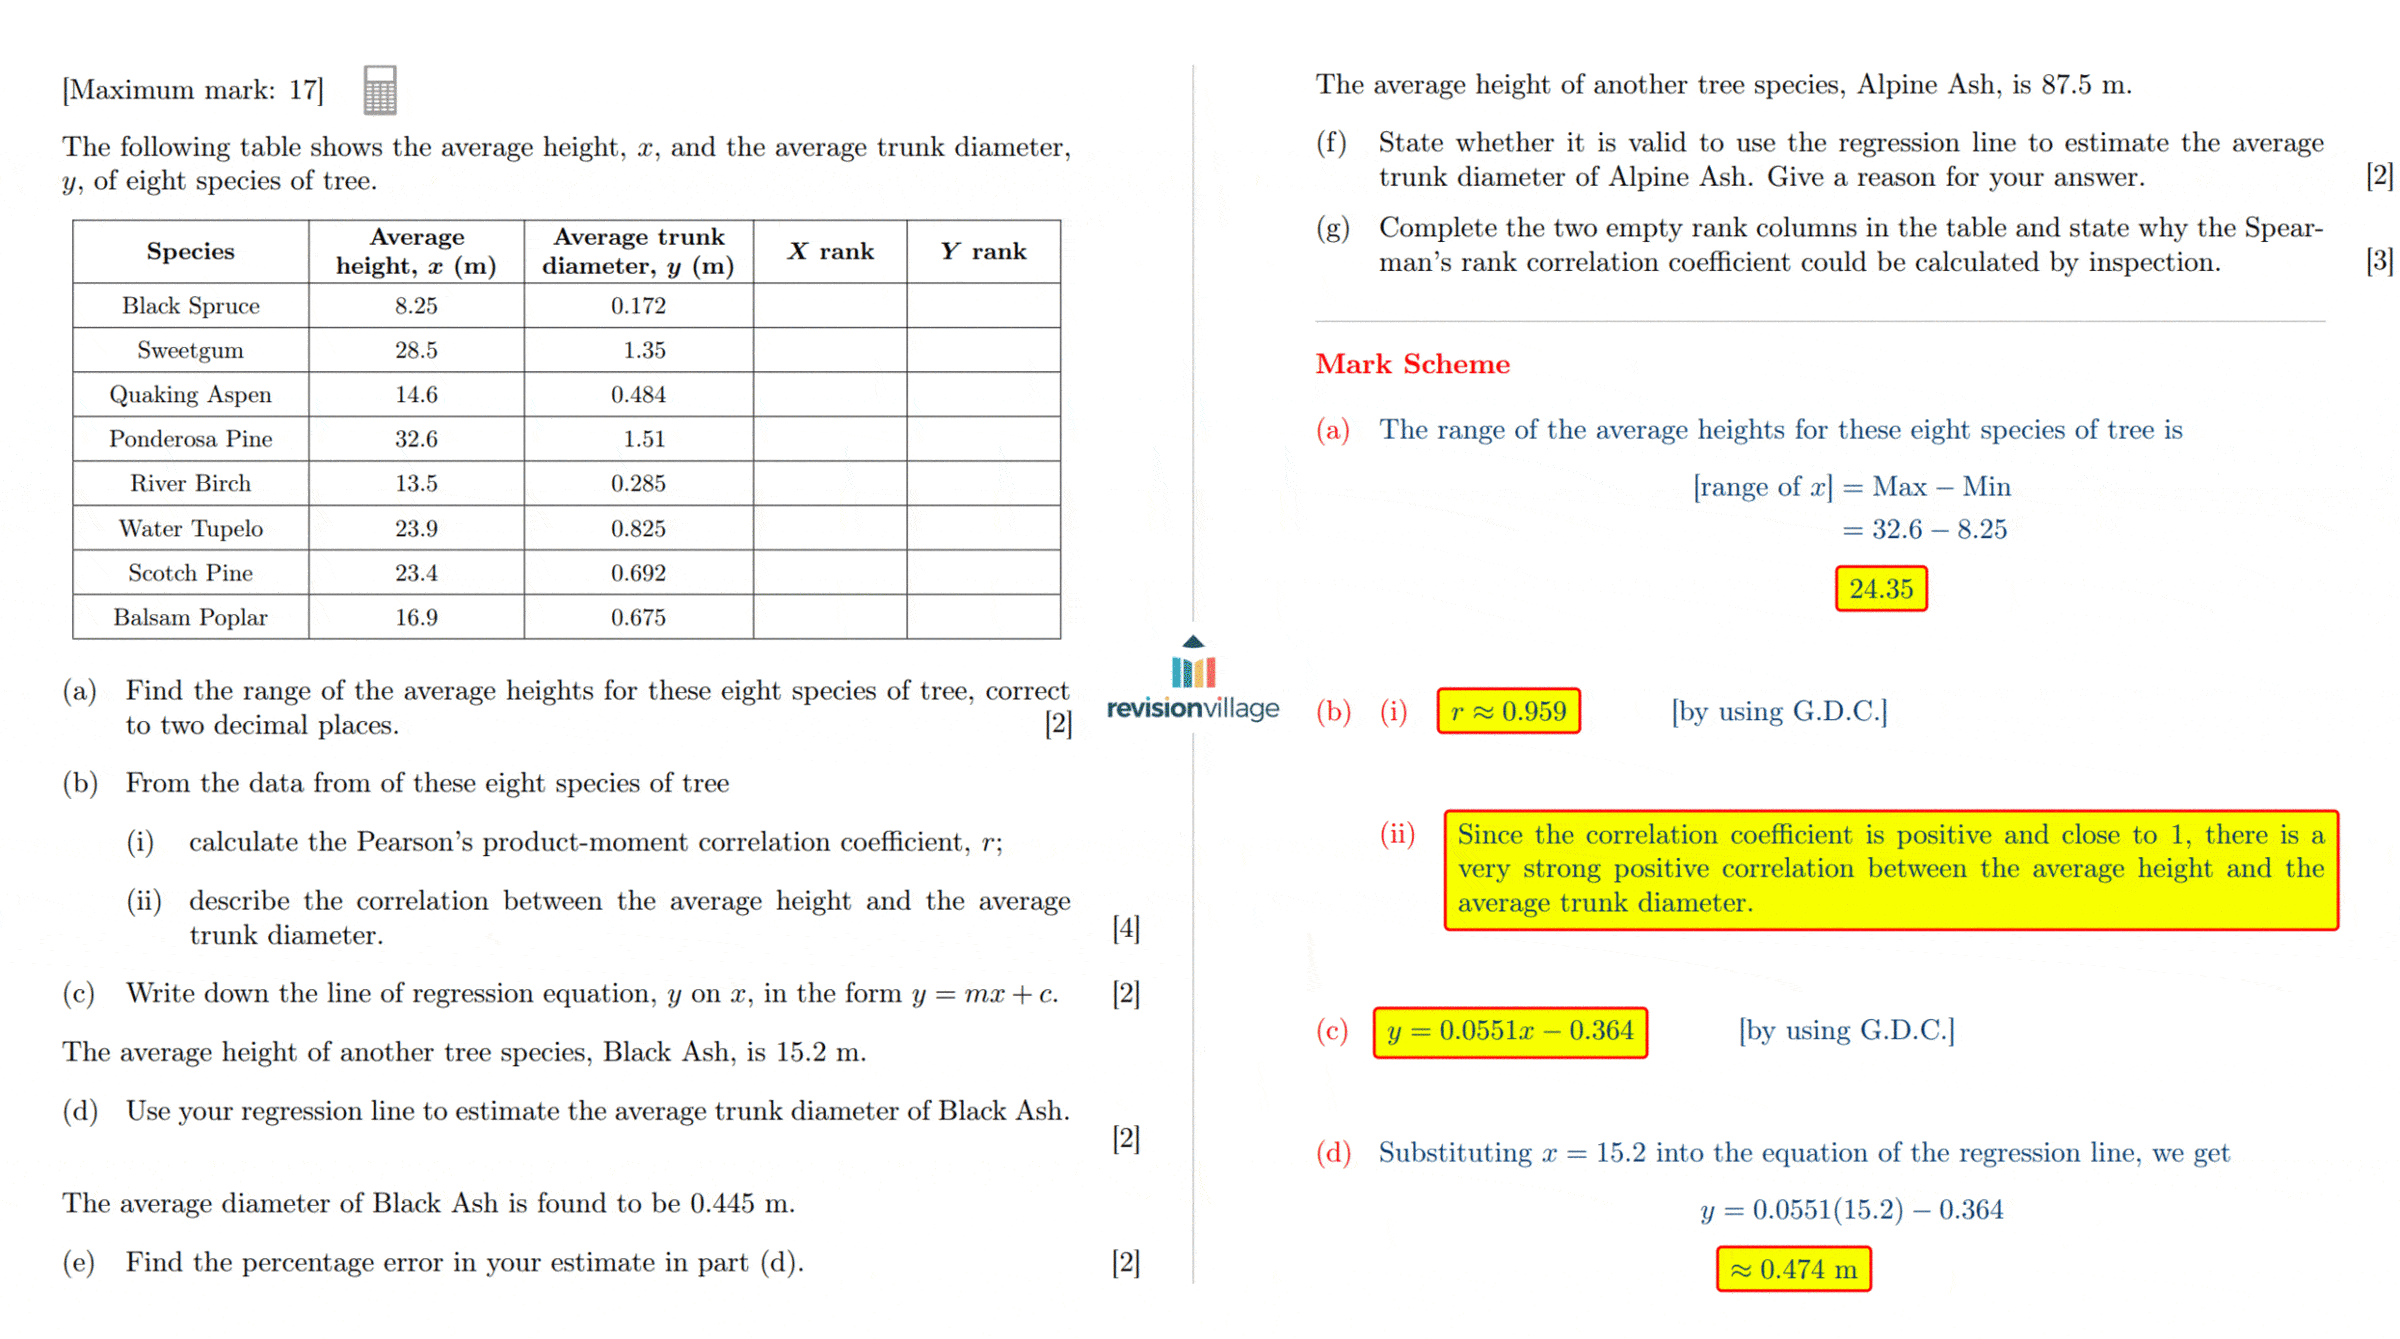 [Maximum mark: 17]
The following table shows the average height, x, and the average trunk diameter,
y, of eight species of tree.
Species | Average height, x (m) | Average trunk diameter, y (m) | X rank | Y rank
Black Spruce | 8.25 | 0.172
Sweetgum | 28.5 | 1.35
Quaking Aspen | 14.6 | 0.484
Ponderosa Pine | 32.6 | 1.51
River Birch | 13.5 | 0.285
Water Tupelo | 23.9 | 0.825
Scotch Pine | 23.4 | 0.692
Balsam Poplar | 16.9 | 0.675
(a) Find the range of the average heights for these eight species of tree, correct
to two decimal places. [2]
(b) From the data from of these eight species of tree
(i) calculate the Pearson's product-moment correlation coefficient, r;
(ii) describe the correlation between the average height and the average
trunk diameter. [4]
(c) Write down the line of regression equation, y on x, in the form y = mx + c. [2]
The average height of another tree species, Black Ash, is 15.2 m.
(d) Use your regression line to estimate the average trunk diameter of Black Ash.
[2]
The average diameter of Black Ash is found to be 0.445 m.
(e) Find the percentage error in your estimate in part (d). [2]
revisionvillage
The average height of another tree species, Alpine Ash, is 87.5 m.
(f) State whether it is valid to use the regression line to estimate the average
trunk diameter of Alpine Ash. Give a reason for your answer. [2]
(g) Complete the two empty rank columns in the table and state why the Spear-
man's rank correlation coefficient could be calculated by inspection. [3]
Mark Scheme
(a) The range of the average heights for these eight species of tree is
[range of x] = Max − Min
= 32.6 − 8.25
24.35
(b) (i) r ≈ 0.959 [by using G.D.C.]
(ii) Since the correlation coefficient is positive and close to 1, there is a
very strong positive correlation between the average height and the
average trunk diameter.
(c) y = 0.0551x − 0.364 [by using G.D.C.]
(d) Substituting x = 15.2 into the equation of the regression line, we get
y = 0.0551(15.2) − 0.364
≈ 0.474 m